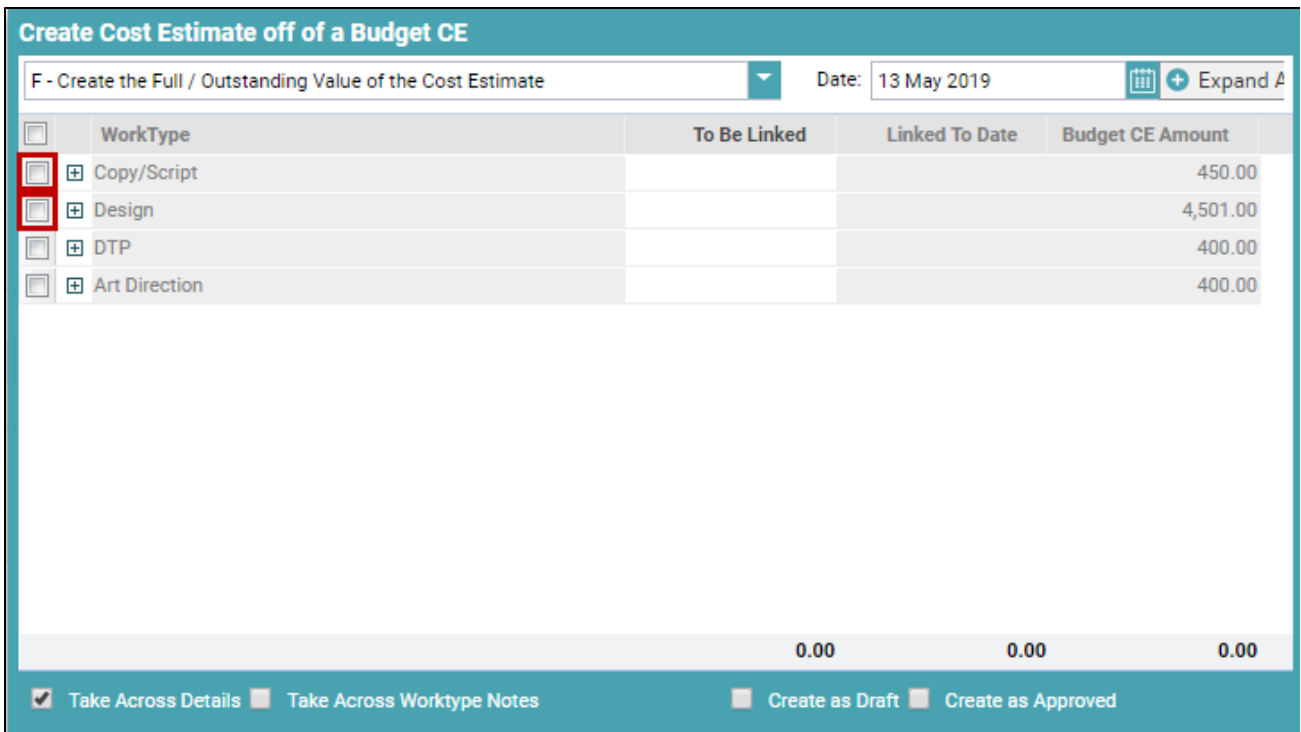 Create Cost Estimate off of a Budget CE
F - Create the Full / Outstanding Value of the Cost Estimate Date: 13 May 2019 Expand A
WorkType To Be Linked Linked To Date Budget CE Amount
Copy/Script 450.00
Design 4,501.00
DTP 400.00
Art Direction 400.00
0.00 0.00 0.00
Take Across Details Take Across Worktype Notes Create as Draft Create as Approved